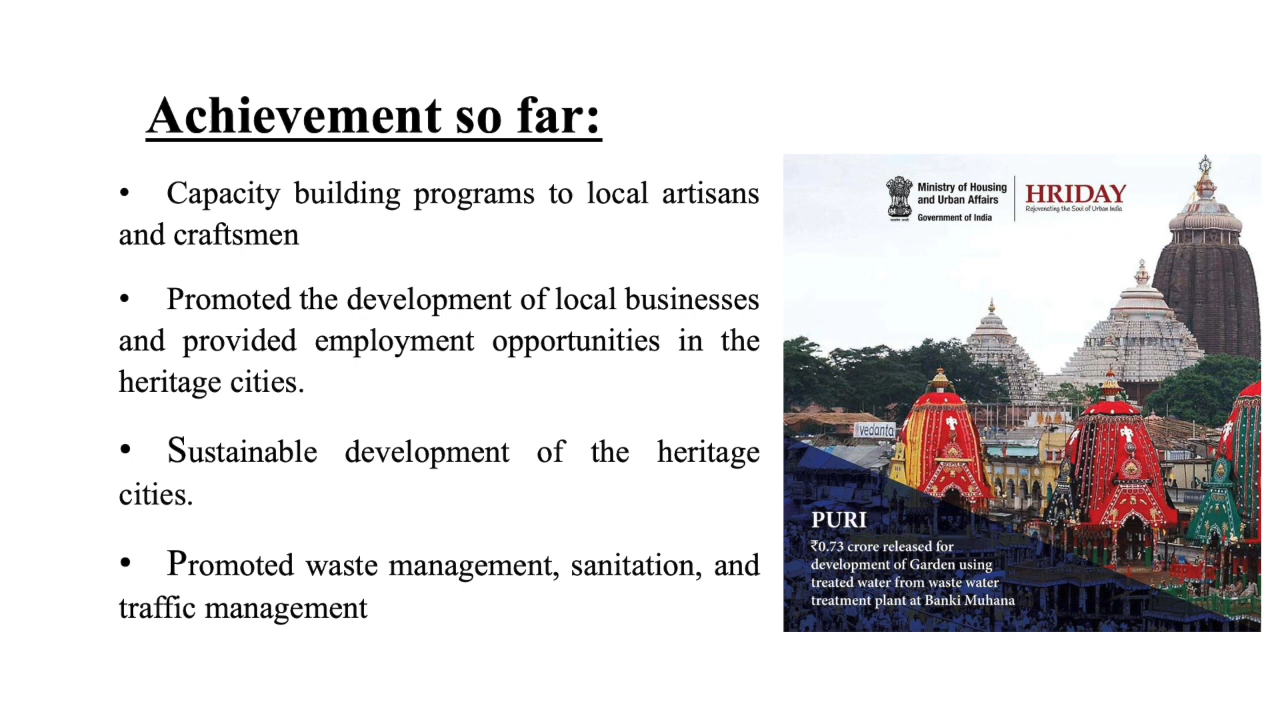 Achievement so far:
• Capacity building programs to local artisans
and craftsmen
• Promoted the development of local businesses
and provided employment opportunities in the
heritage cities.
• Sustainable development of the heritage
cities.
• Promoted waste management, sanitation, and
traffic management
Ministry of Housing
and Urban Affairs
Government of India
HRIDAY
Rejuvenating the Soul of Urban India
vedanta
PURI
₹0.73 crore released for
development of Garden using
treated water from waste water
treatment plant at Banki Muhana